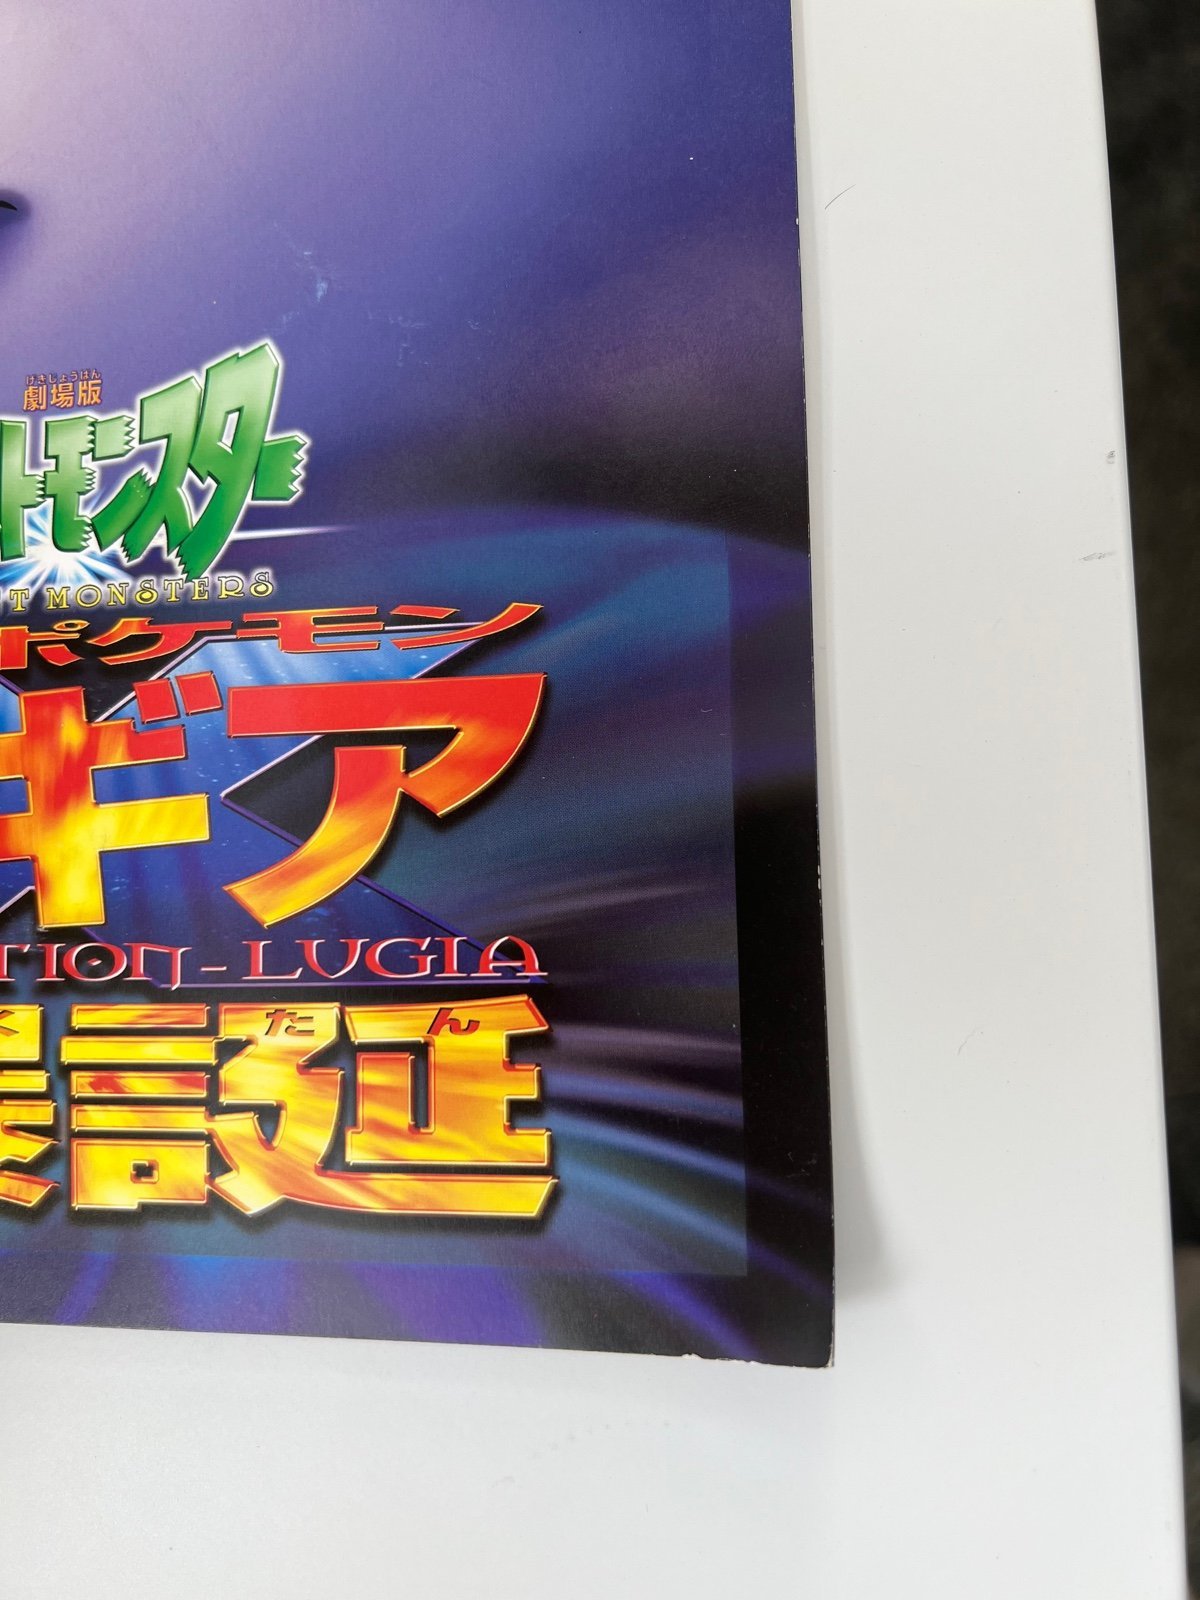 げきじょうばん
劇場版
トモンスター
T MONSTERS
ポケモン
ギア
TION-LUGIA
たん
爆誕